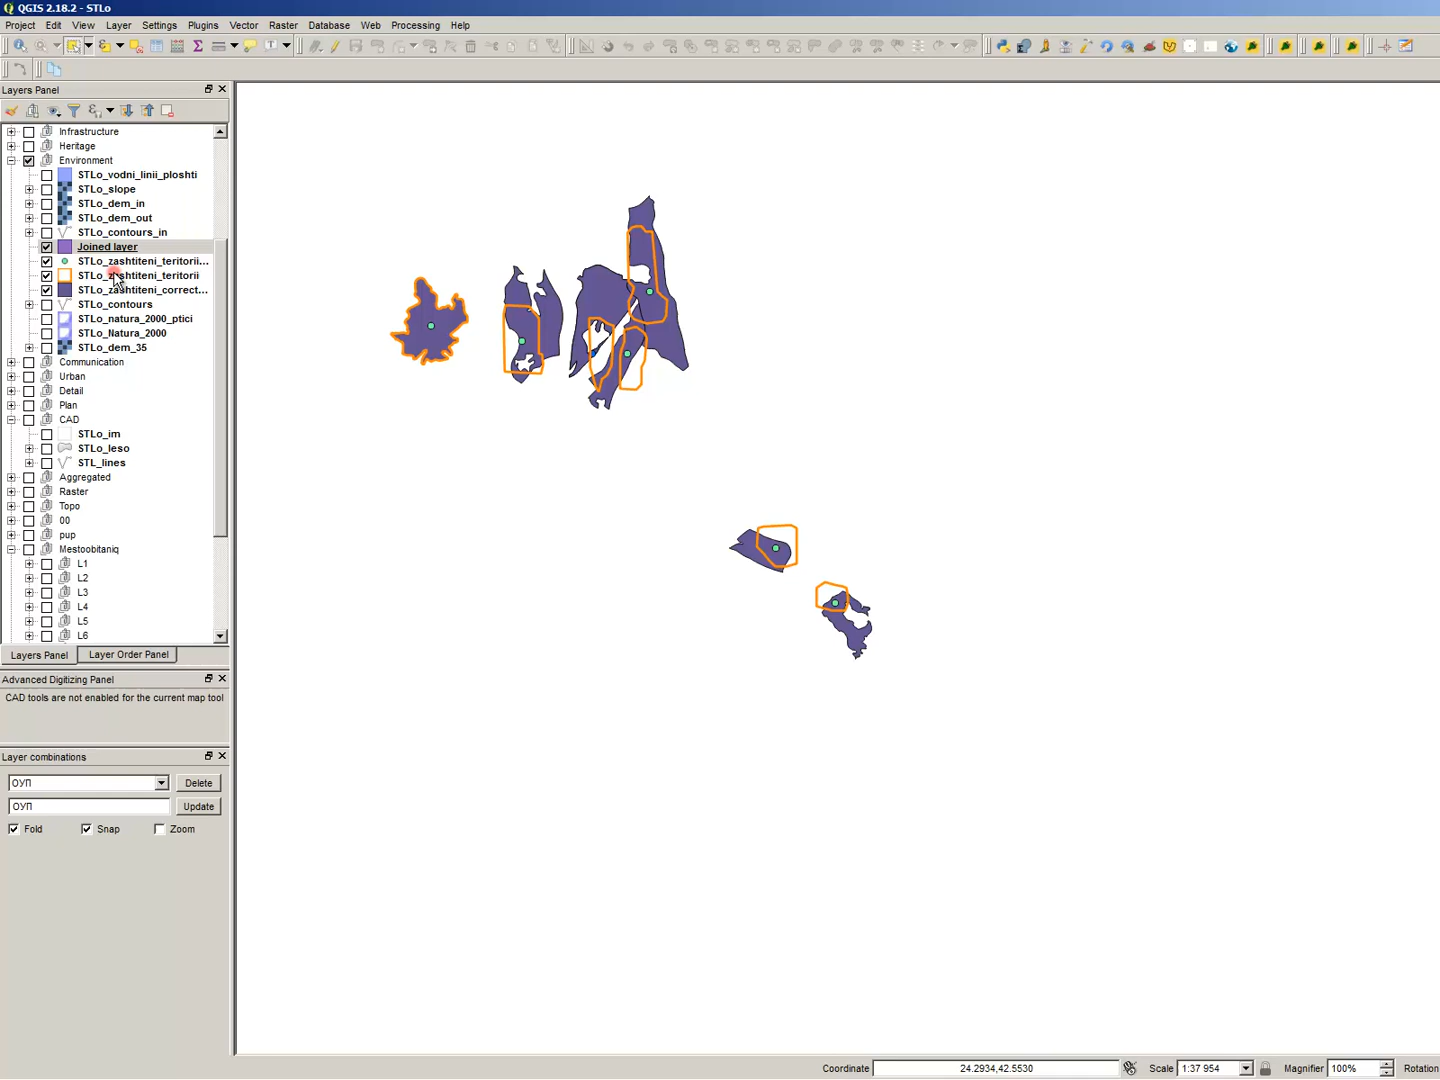 QGIS 2.18.2 - STLo
Project Edit View Layer Settings Plugins Vector Raster Database Web Processing Help
Layers Panel
Infrastructure
Heritage
Environment
STLo_vodni_linii_ploshti
STLo_slope
STLo_dem_in
STLo_dem_out
STLo_contours_in
Joined layer
STLo_zashtiteni_teritorii...
STLo_zashtiteni_teritorii
STLo_zashtiteni_correct...
STLo_contours
STLo_natura_2000_ptici
STLo_Natura_2000
STLo_dem_35
Communication
Urban
Detail
Plan
CAD
STLo_im
STLo_leso
STL_lines
Aggregated
Raster
Topo
00
pup
Mestoobitaniq
L1
L2
L3
L4
L5
L6
Layers Panel Layer Order Panel
Advanced Digitizing Panel
CAD tools are not enabled for the current map tool
Layer combinations
ОУП Delete
ОУП Update
Fold Snap Zoom
Coordinate 24.2934,42.5530 Scale 1:37 954 Magnifier 100% Rotation